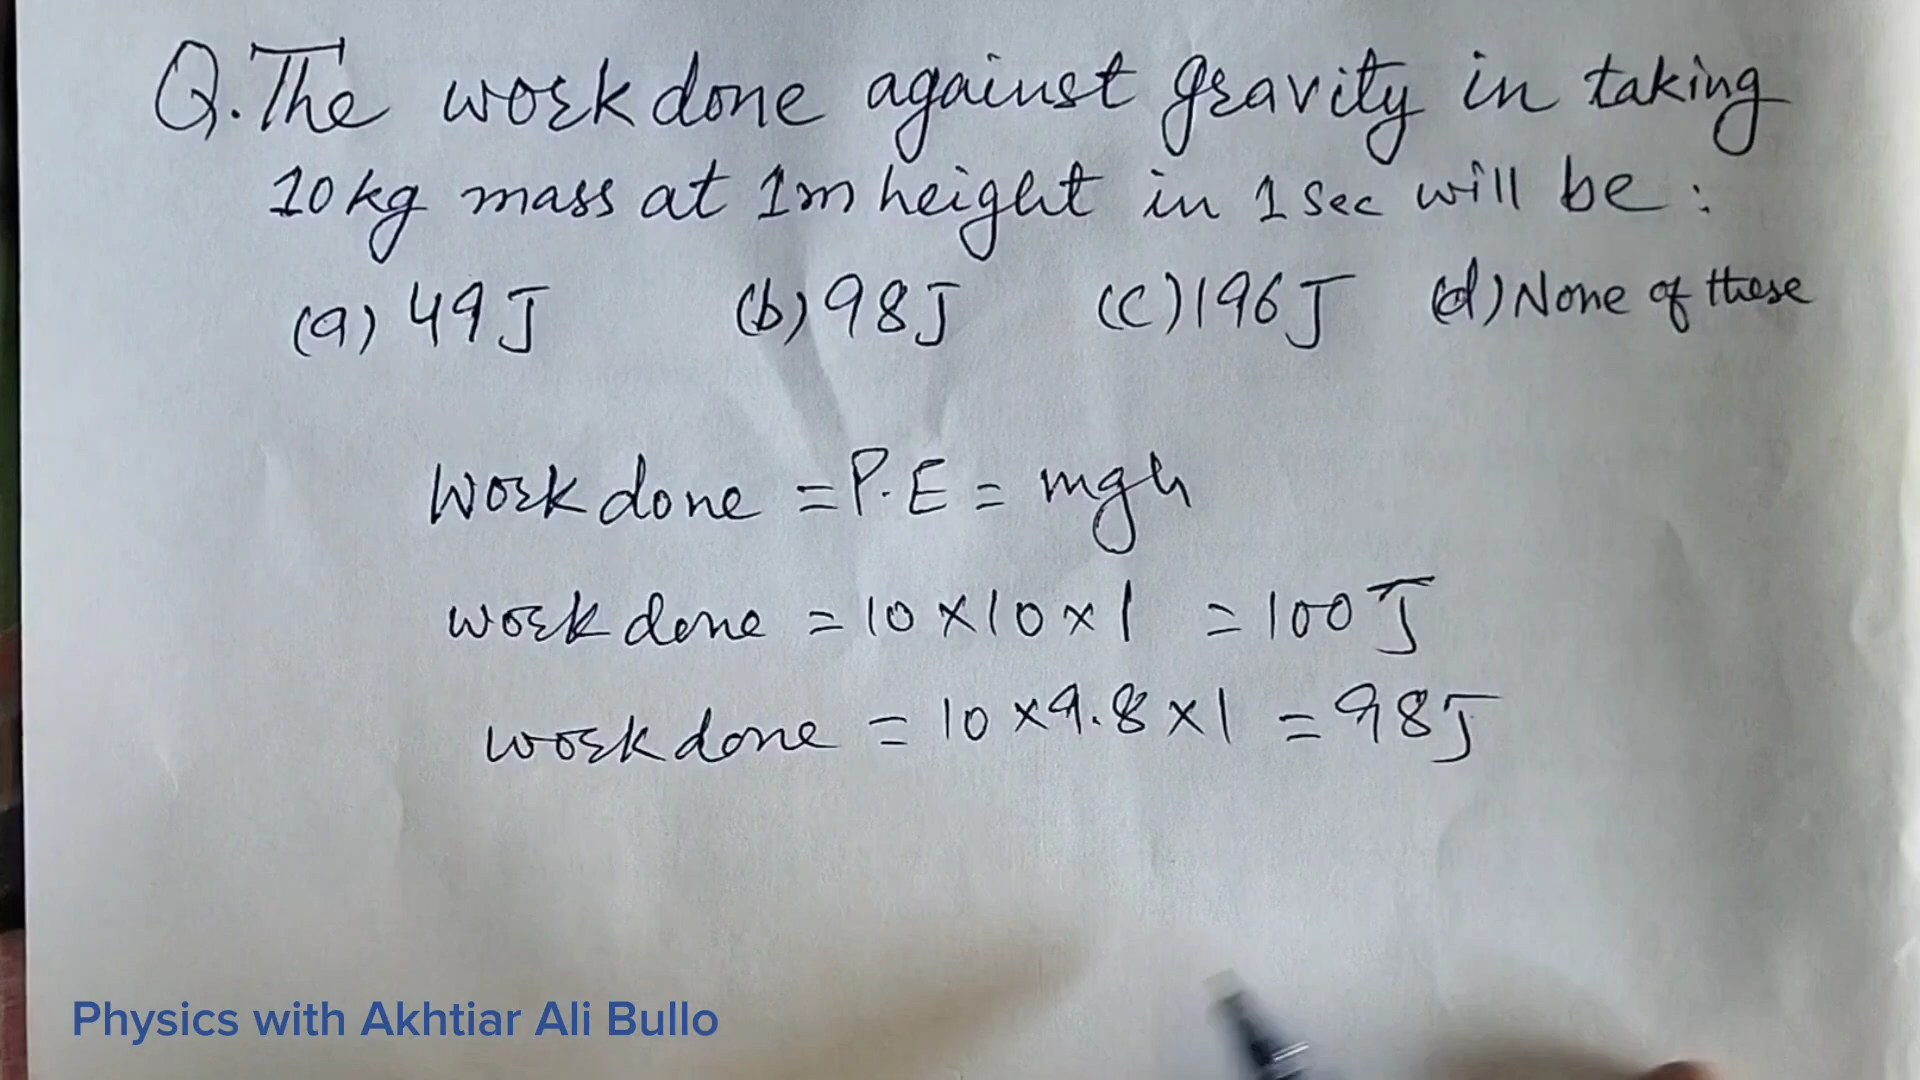 Q. The work done against gravity in taking
10 kg mass at 1m height in 1 sec will be :
(a) 49 J (b) 98 J (c) 196 J (d) None of these
Work done = P.E = mgh
work done = 10 × 10 × 1 = 100 J
work done = 10 × 9.8 × 1 = 98 J
Physics with Akhtiar Ali Bullo